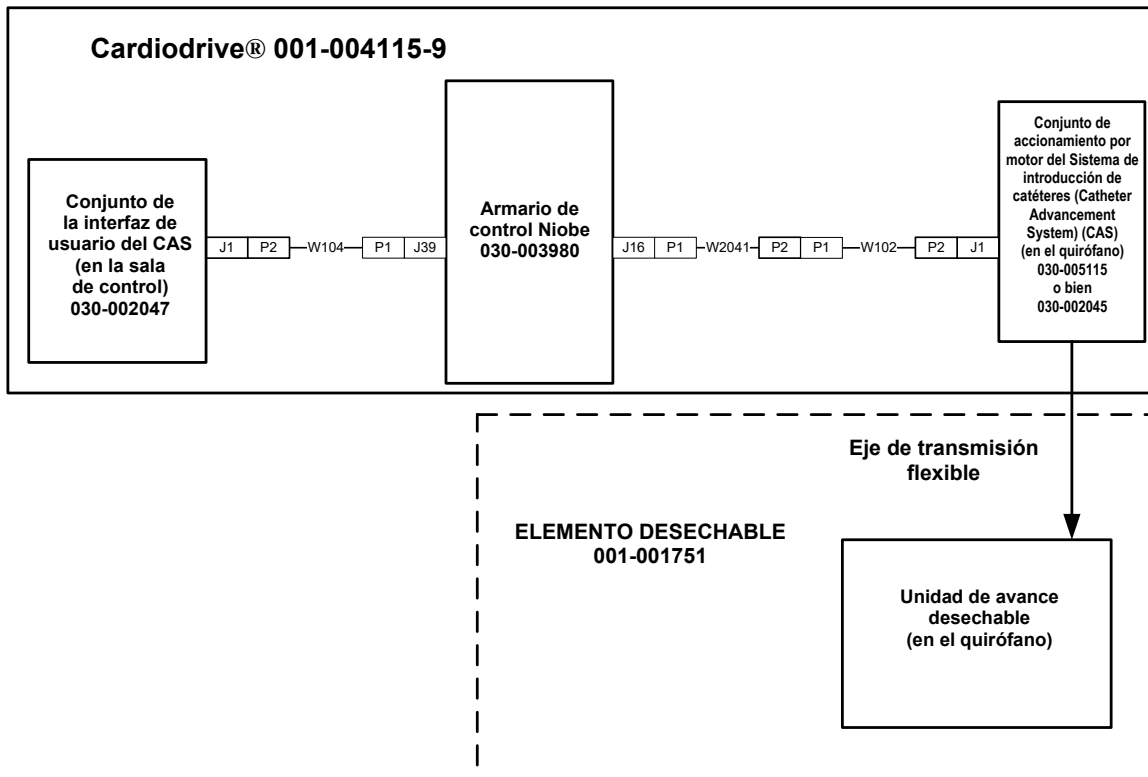 Cardiodrive® 001-004115-9
Conjunto de
la interfaz de
usuario del CAS
(en la sala
de control)
030-002047
J1 P2 W104 P1 J39
Armario de
control Niobe
030-003980
J16 P1 W2041 P2 P1 W102 P2 J1
Conjunto de
accionamiento por
motor del Sistema de
introducción de
catéteres (Catheter
Advancement
System) (CAS)
(en el quirófano)
030-005115
o bien
030-002045
Eje de transmisión
flexible
ELEMENTO DESECHABLE
001-001751
Unidad de avance
desechable
(en el quirófano)